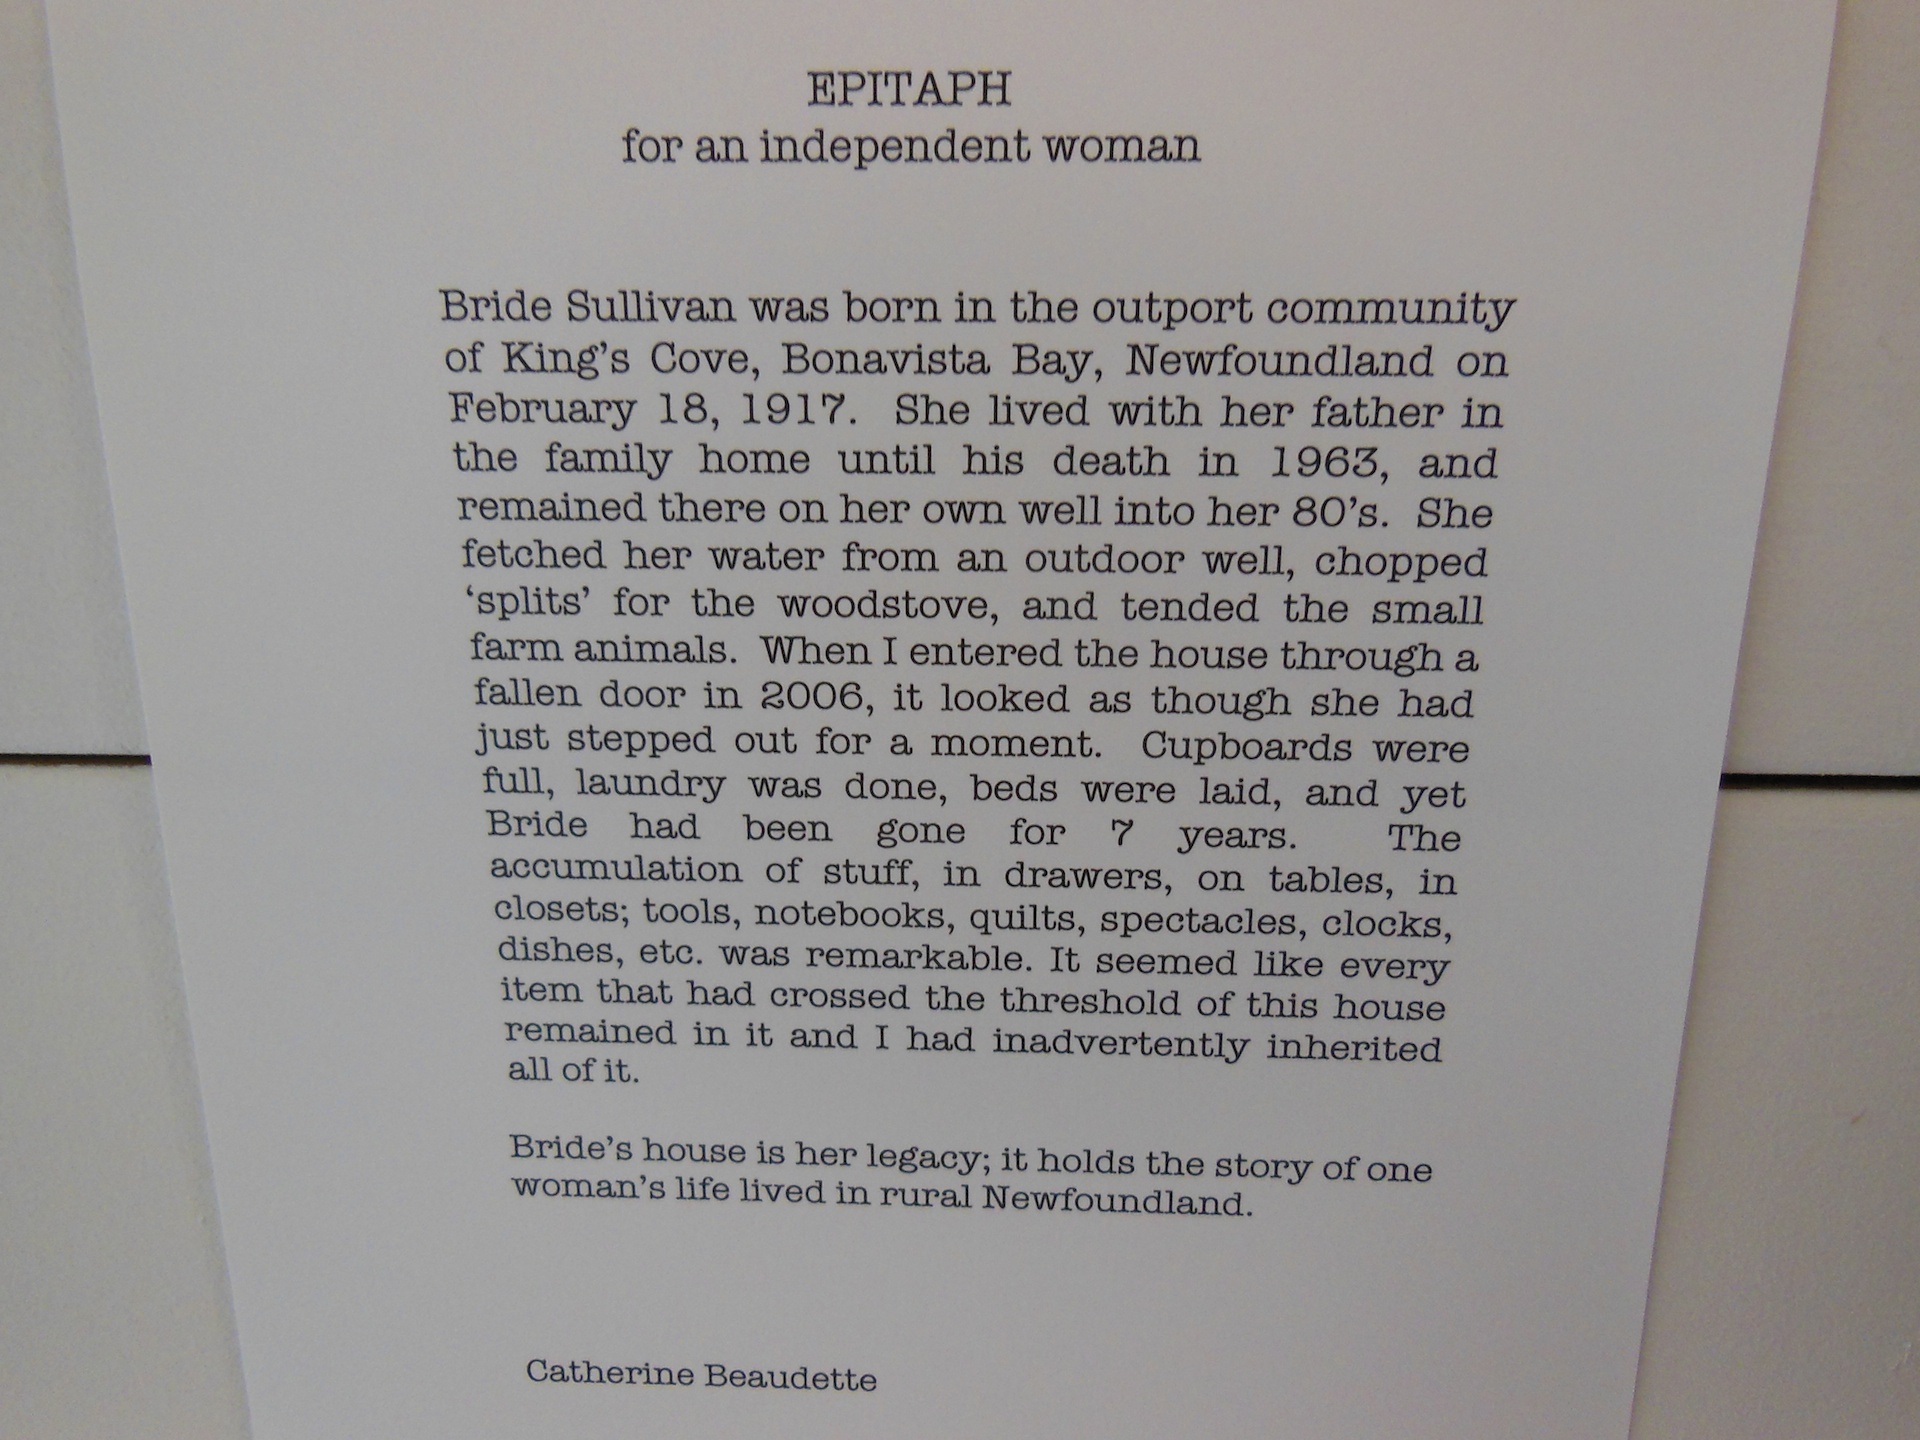 EPITAPH
for an independent woman
Bride Sullivan was born in the outport community
of King's Cove, Bonavista Bay, Newfoundland on
February 18, 1917. She lived with her father in
the family home until his death in 1963, and
remained there on her own well into her 80's. She
fetched her water from an outdoor well, chopped
'splits' for the woodstove, and tended the small
farm animals. When I entered the house through a
fallen door in 2006, it looked as though she had
just stepped out for a moment. Cupboards were
full, laundry was done, beds were laid, and yet
Bride had been gone for 7 years. The
accumulation of stuff, in drawers, on tables, in
closets; tools, notebooks, quilts, spectacles, clocks,
dishes, etc. was remarkable. It seemed like every
item that had crossed the threshold of this house
remained in it and I had inadvertently inherited
all of it.
Bride's house is her legacy; it holds the story of one
woman's life lived in rural Newfoundland.
Catherine Beaudette